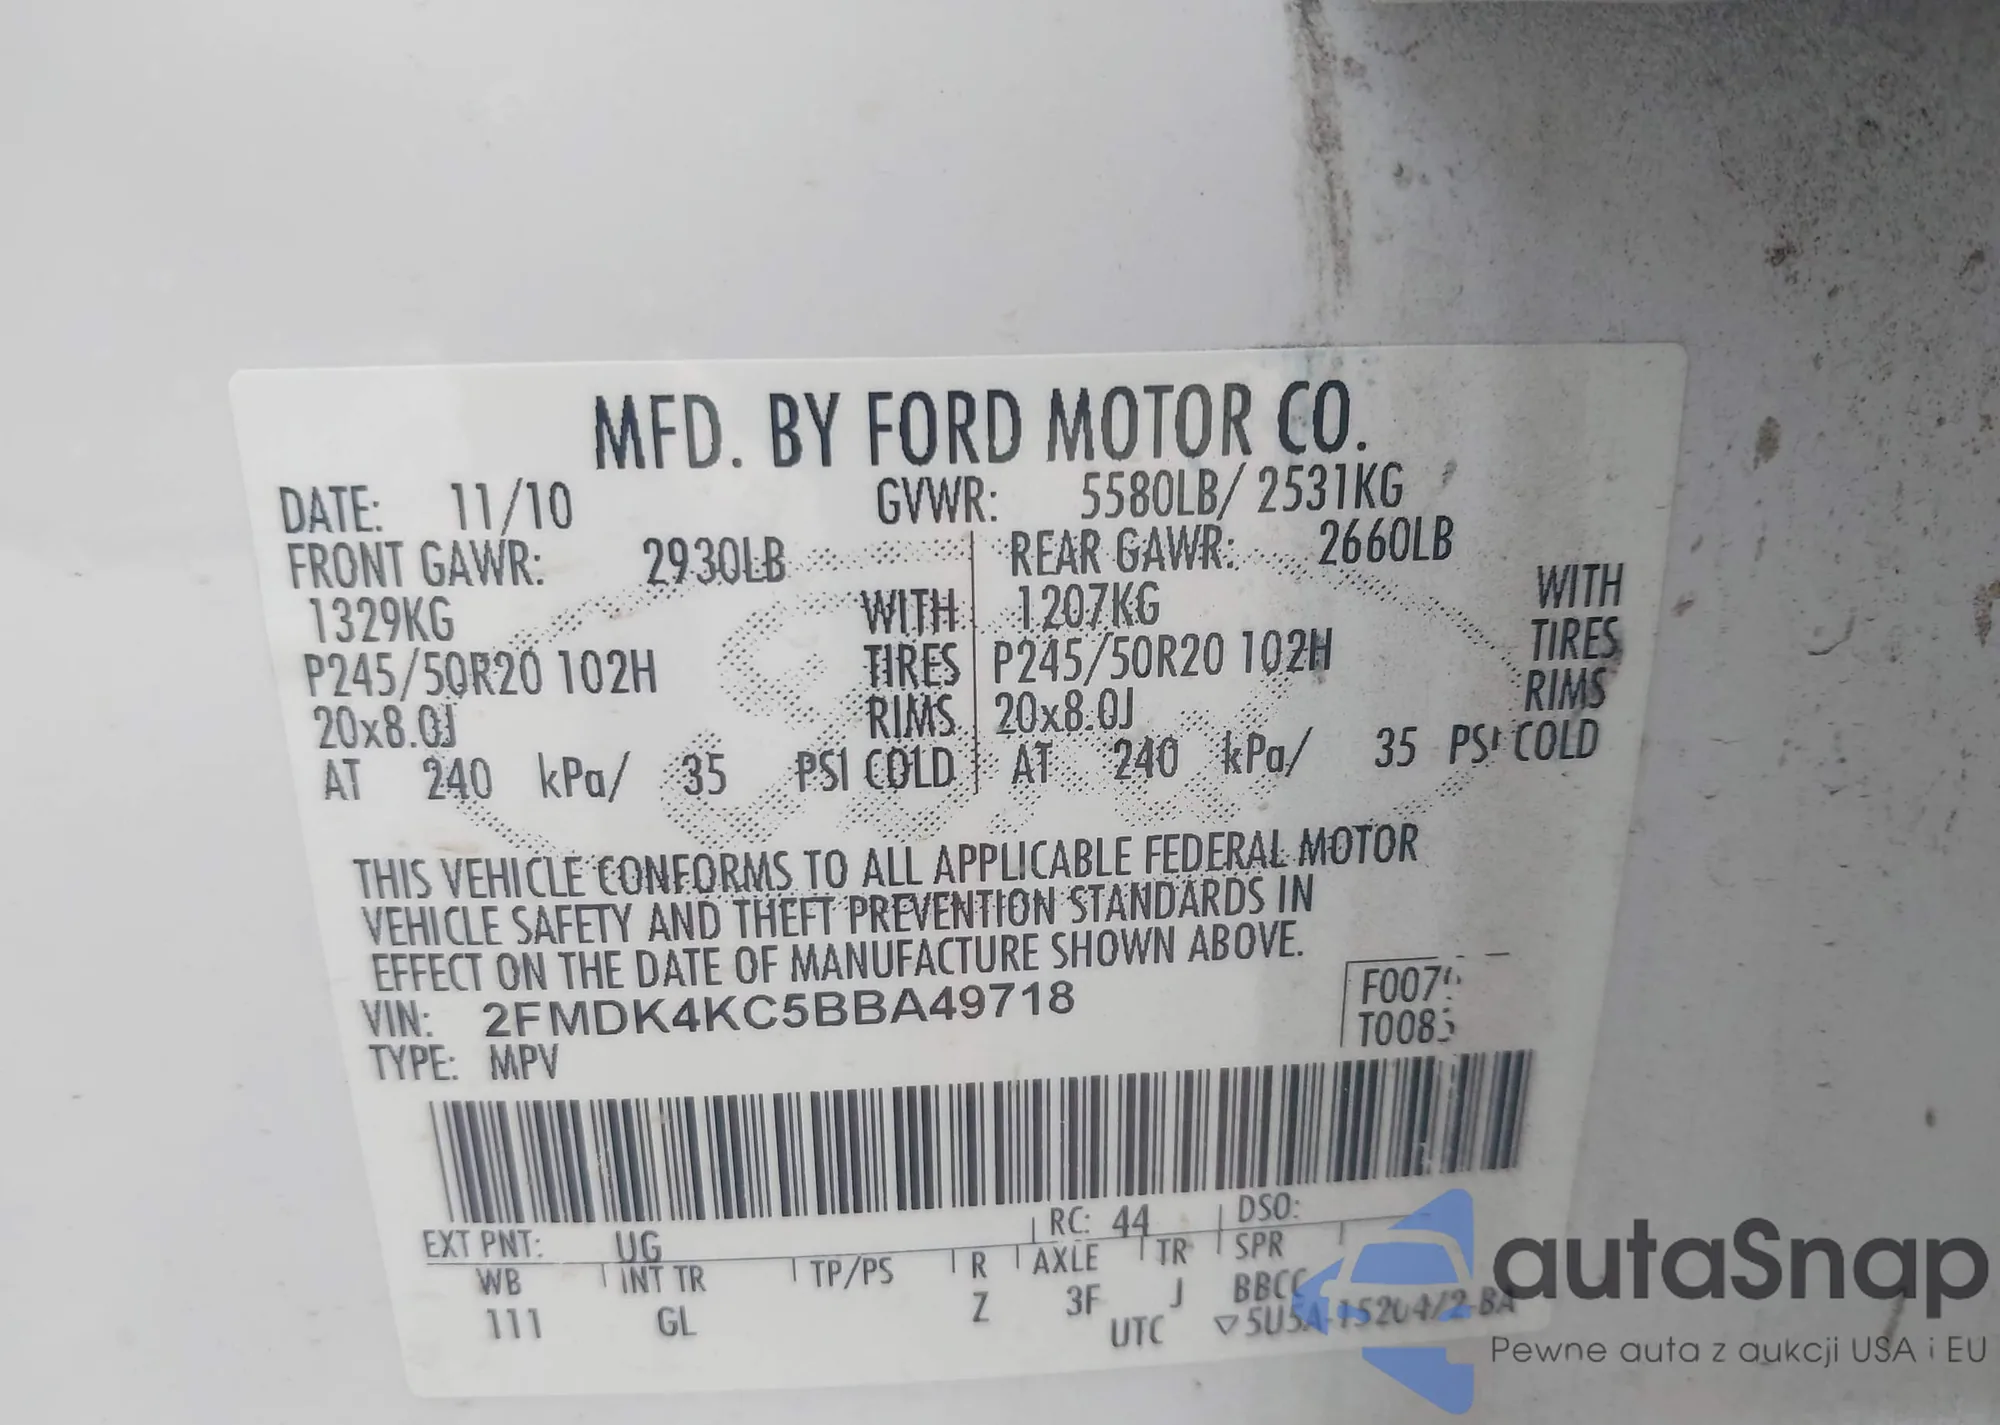 MFD. BY FORD MOTOR CO.
DATE: 11/10 GVWR: 5580LB/ 2531KG
FRONT GAWR: 2930LB REAR GAWR: 2660LB
1329KG WITH 1207KG WITH
P245/50R20 102H TIRES P245/50R20 102H TIRES
20x8.0J RIMS 20x8.0J RIMS
AT 240 kPa/ 35 PSI COLD AT 240 kPa/ 35 PSI COLD
THIS VEHICLE CONFORMS TO ALL APPLICABLE FEDERAL MOTOR
VEHICLE SAFETY AND THEFT PREVENTION STANDARDS IN
EFFECT ON THE DATE OF MANUFACTURE SHOWN ABOVE.
VIN: 2FMDK4KC5BBA49718
TYPE: MPV
EXT PNT: UG RC: 44 DSO:
WB INT TR TP/PS R AXLE TR SPR
111 GL Z 3F J
UTC
autaSnap
Pewne auta z aukcji USA i EU